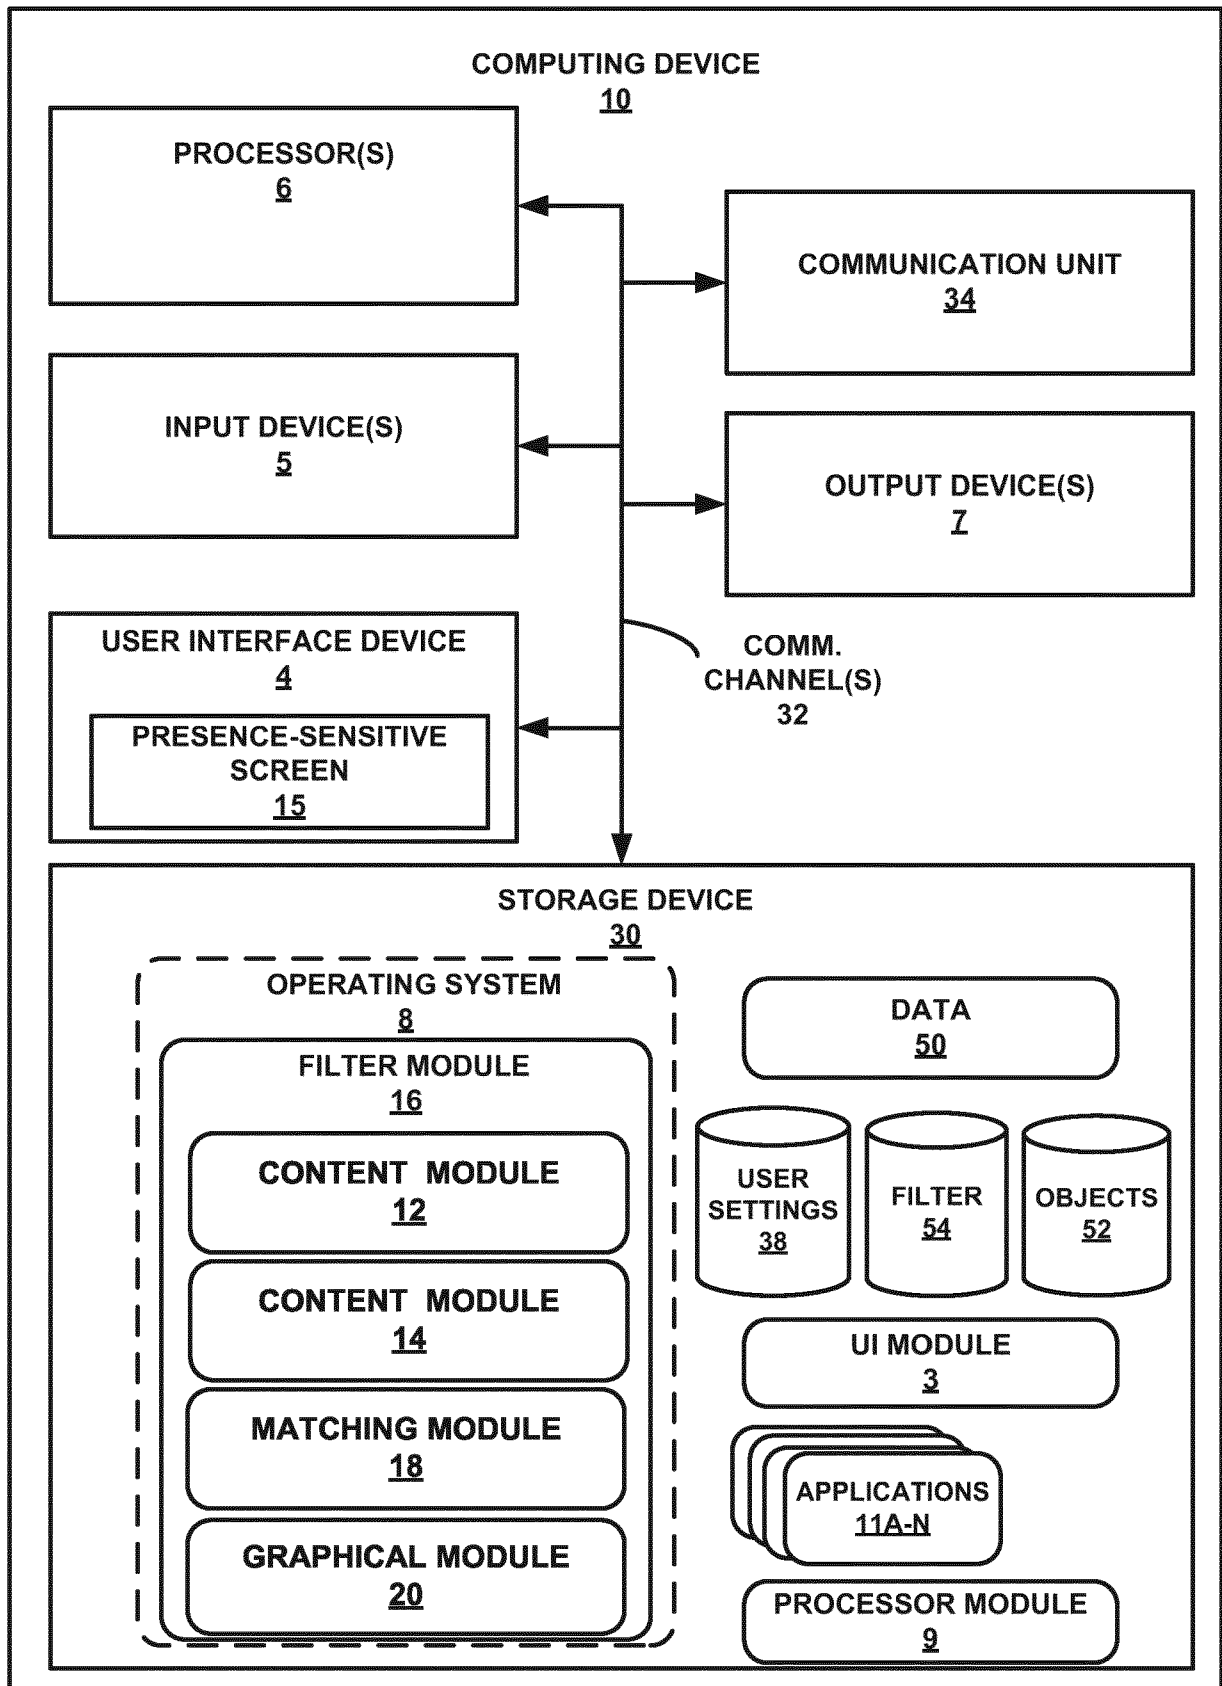 COMPUTING DEVICE
10
PROCESSOR(S)
6
COMMUNICATION UNIT
34
INPUT DEVICE(S)
5
OUTPUT DEVICE(S)
7
USER INTERFACE DEVICE
4
PRESENCE-SENSITIVE
SCREEN
15
COMM.
CHANNEL(S)
32
STORAGE DEVICE
30
OPERATING SYSTEM
8
FILTER MODULE
16
CONTENT MODULE
12
CONTENT MODULE
14
MATCHING MODULE
18
GRAPHICAL MODULE
20
DATA
50
USER
SETTINGS
38
FILTER
54
OBJECTS
52
UI MODULE
3
APPLICATIONS
11A-N
PROCESSOR MODULE
9